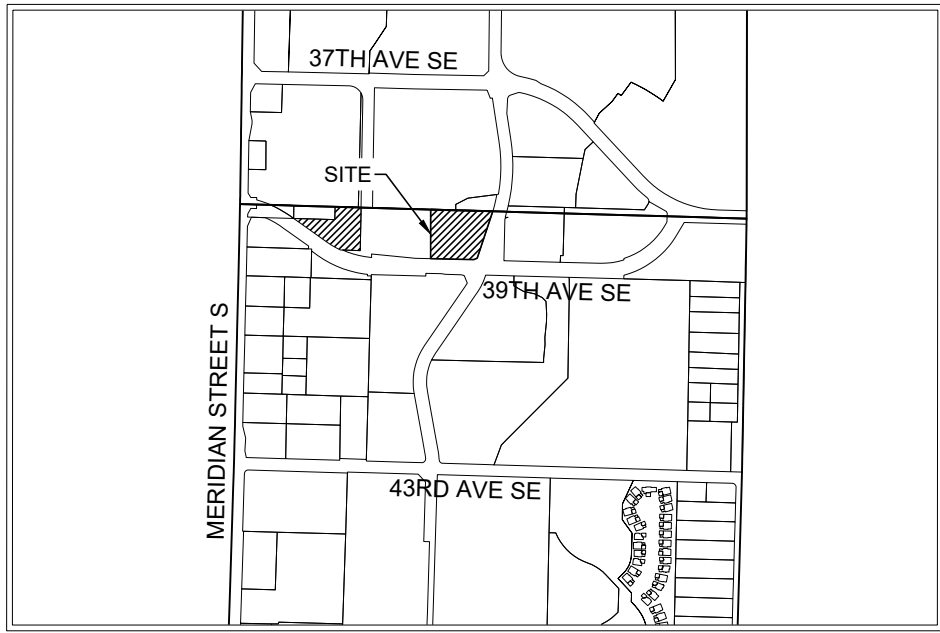 37TH AVE SE
SITE
39TH AVE SE
MERIDIAN STREET S
43RD AVE SE